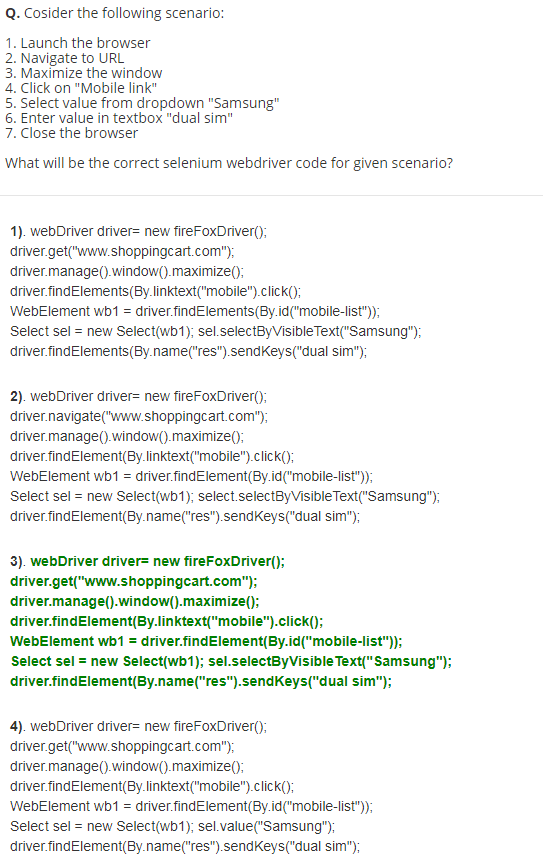 Q. Cosider the following scenario:
1. Launch the browser
2. Navigate to URL
3. Maximize the window
4. Click on "Mobile link"
5. Select value from dropdown "Samsung"
6. Enter value in textbox "dual sim"
7. Close the browser
What will be the correct selenium webdriver code for given scenario?
1). webDriver driver= new fireFoxDriver();
driver.get("www.shoppingcart.com");
driver.manage().window().maximize();
driver.findElements(By.linktext("mobile").click();
WebElement wb1 = driver.findElements(By.id("mobile-list"));
Select sel = new Select(wb1); sel.selectByVisibleText("Samsung");
driver.findElements(By.name("res").sendKeys("dual sim");
2). webDriver driver= new fireFoxDriver();
driver.navigate("www.shoppingcart.com");
driver.manage().window().maximize();
driver.findElement(By.linktext("mobile").click();
WebElement wb1 = driver.findElement(By.id("mobile-list"));
Select sel = new Select(wb1); select.selectByVisibleText("Samsung");
driver.findElement(By.name("res").sendKeys("dual sim");
3). webDriver driver= new fireFoxDriver();
driver.get("www.shoppingcart.com");
driver.manage().window().maximize();
driver.findElement(By.linktext("mobile").click();
WebElement wb1 = driver.findElement(By.id("mobile-list"));
Select sel = new Select(wb1); sel.selectByVisibleText("Samsung");
driver.findElement(By.name("res").sendKeys("dual sim");
4). webDriver driver= new fireFoxDriver();
driver.get("www.shoppingcart.com");
driver.manage().window().maximize();
driver.findElement(By.linktext("mobile").click();
WebElement wb1 = driver.findElement(By.id("mobile-list"));
Select sel = new Select(wb1); sel.value("Samsung");
driver.findElement(By.name("res").sendKeys("dual sim");